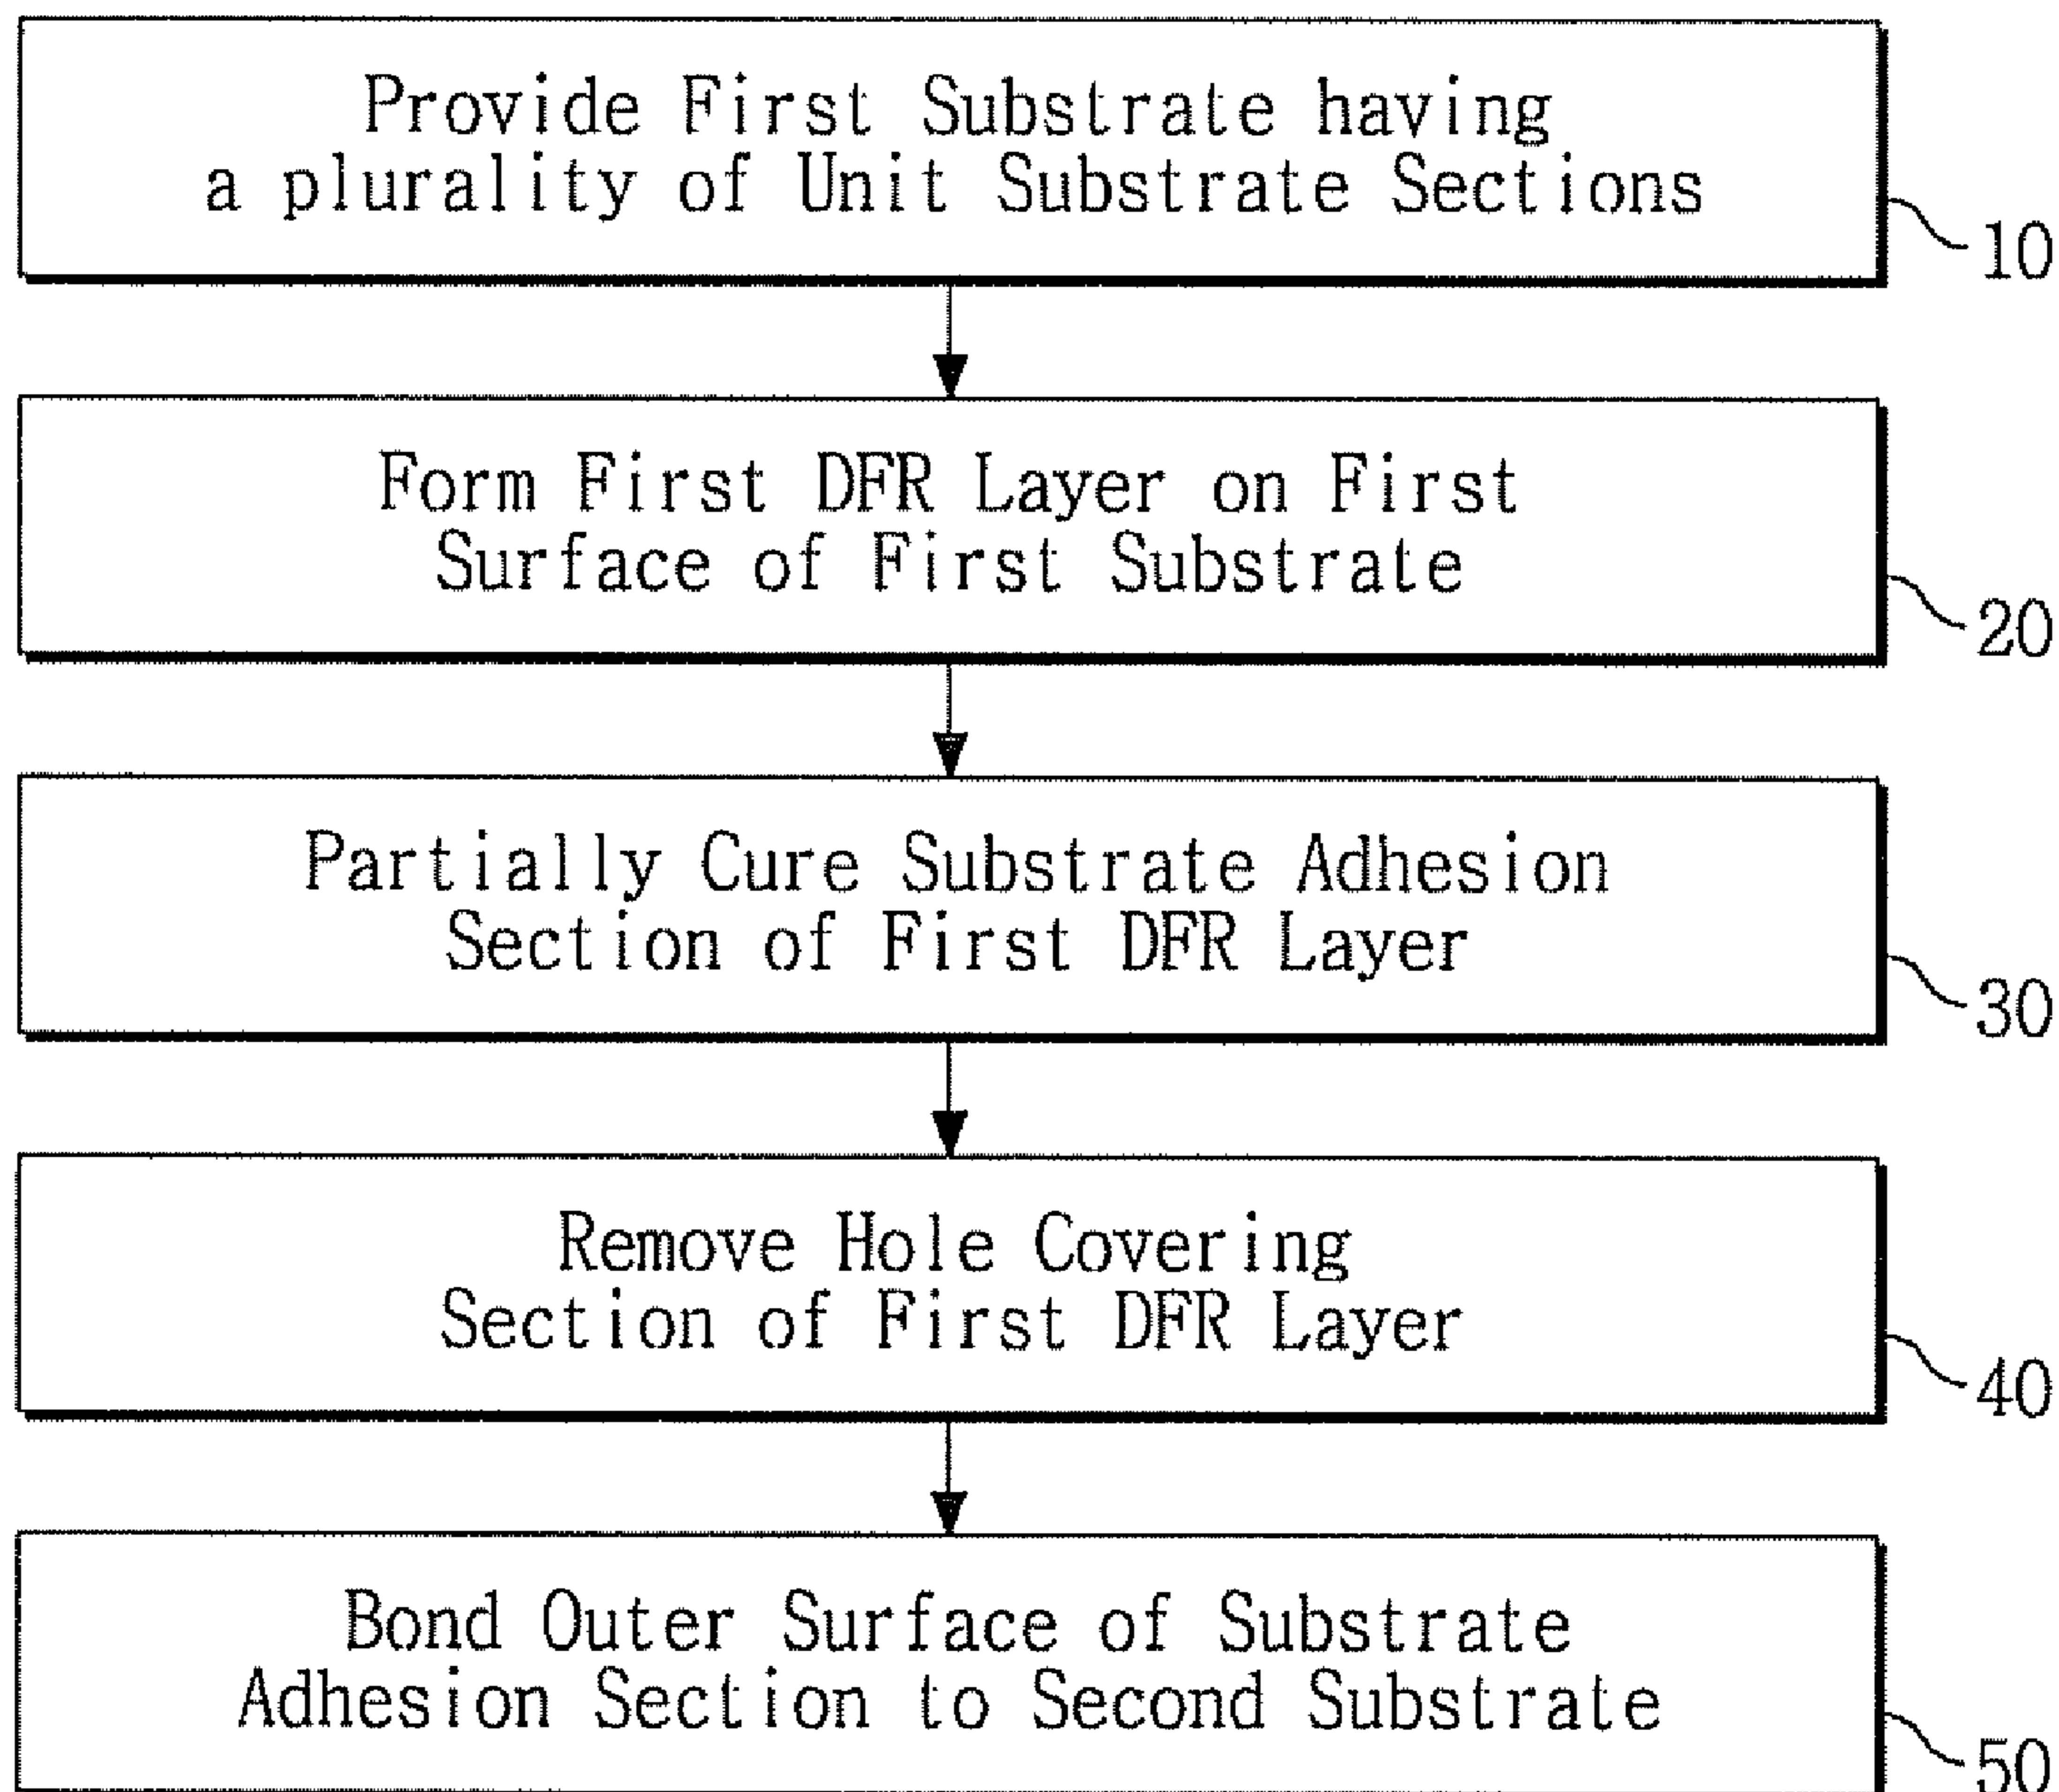 Provide First Substrate having
a plurality of Unit Substrate Sections
10
Form First DFR Layer on First
Surface of First Substrate
20
Partially Cure Substrate Adhesion
Section of First DFR Layer
30
Remove Hole Covering
Section of First DFR Layer
40
Bond Outer Surface of Substrate
Adhesion Section to Second Substrate
50